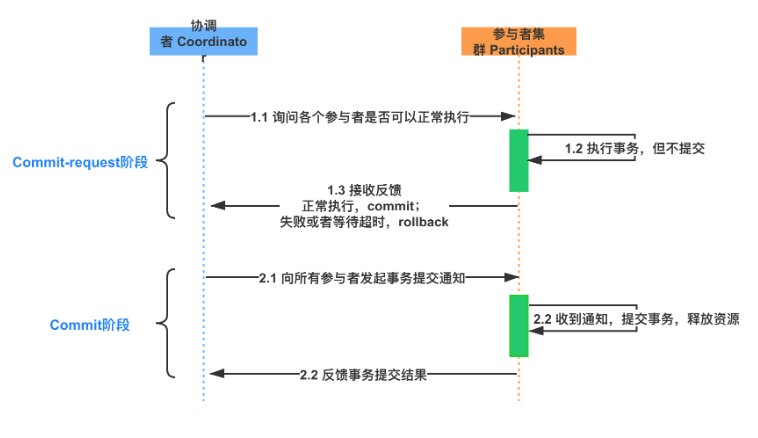 协调
者 Coordinato
r
参与者集
群 Participants
1.1 询问各个参与者是否可以正常执行
1.2 执行事务，但不提交
Commit-request阶段
1.3 接收反馈
正常执行，commit；
失败或者等待超时，rollback
2.1 向所有参与者发起事务提交通知
2.2 收到通知，提交事务，释放资源
Commit阶段
2.2 反馈事务提交结果